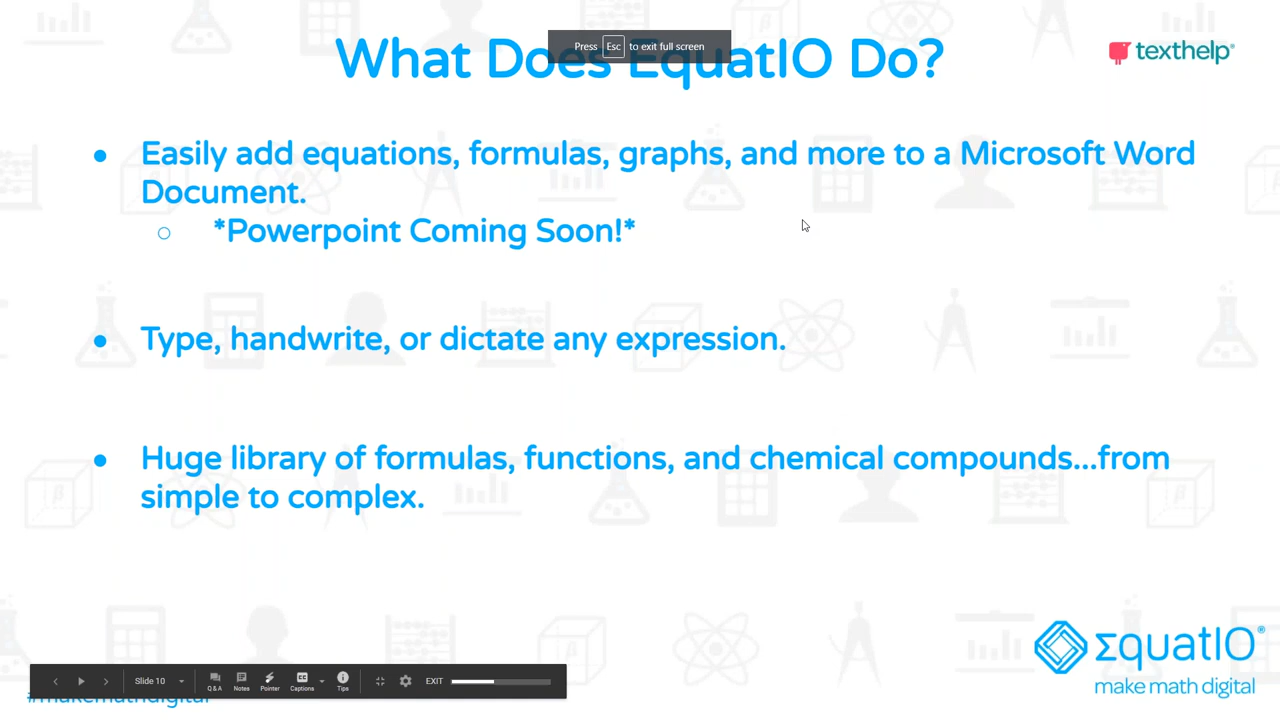 What Does EquatIO Do?
Press Esc to exit full screen
texthelp®
Easily add equations, formulas, graphs, and more to a Microsoft Word
Document.
*Powerpoint Coming Soon!*
Type, handwrite, or dictate any expression.
Huge library of formulas, functions, and chemical compounds...from
simple to complex.
ΣquatIO®
make math digital
Slide 10
Q & A Notes Pointer Captions Tips
EXIT
#makemathdigital